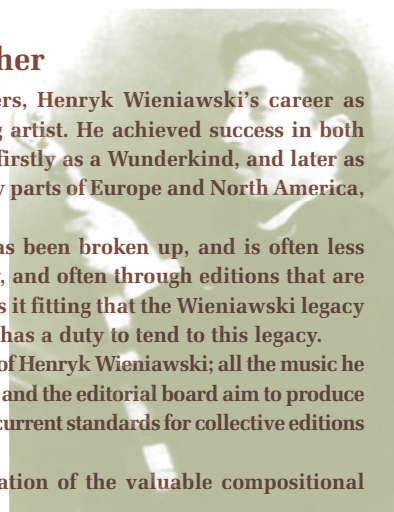 her
ers, Henryk Wieniawski's career as
g artist. He achieved success in both
firstly as a Wunderkind, and later as
y parts of Europe and North America,
as been broken up, and is often less
, and often through editions that are
s it fitting that the Wieniawski legacy
has a duty to tend to this legacy.
of Henryk Wieniawski; all the music he
and the editorial board aim to produce
current standards for collective editions
ation of the valuable compositional